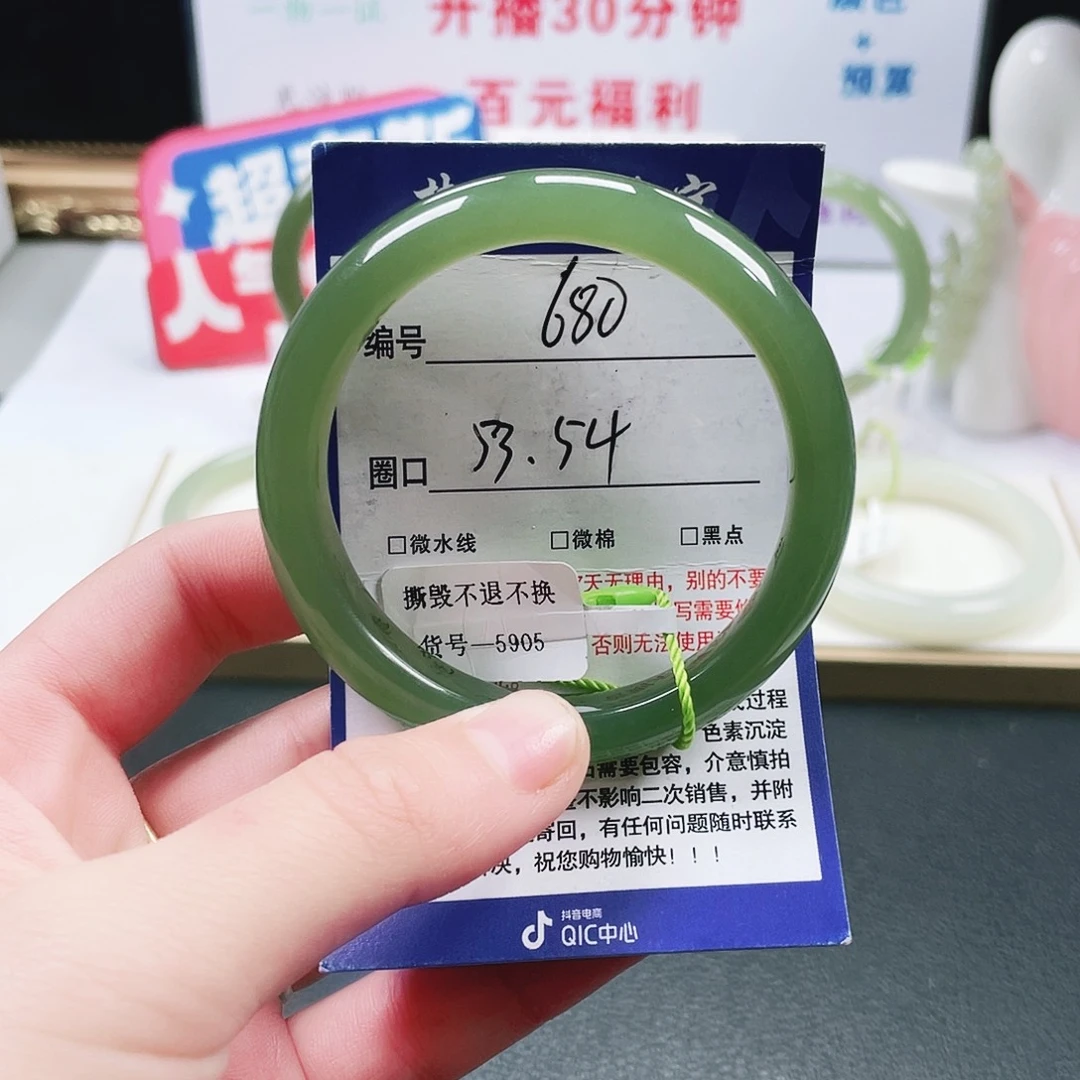 开播30分钟
百元福利
预算
人气
编号 680
圈口 53.54
□微水线 □微棉 □黑点
天无理由，别的不要
撕毁不退不换
写需要
货号—5905
否则无法使用
过程
色素沉淀
需要包容，介意慎拍
不影响二次销售，并附
寄回，有任何问题随时联系
决，祝您购物愉快！！！
抖音电商
QIC中心